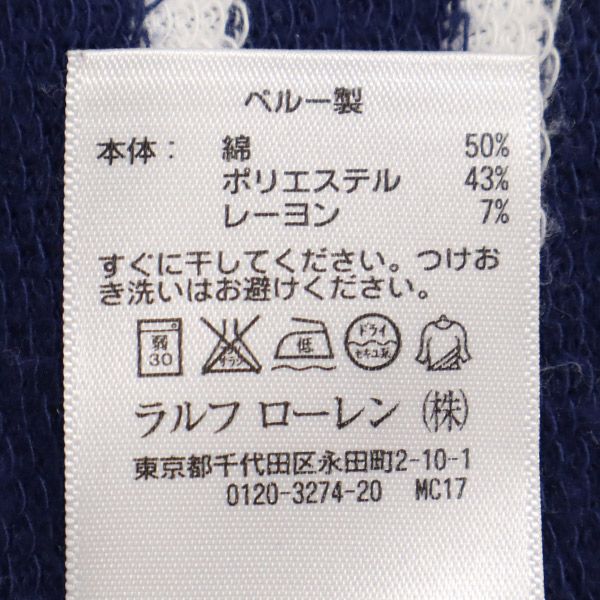 ペルー製
本体： 綿 50%
ポリエステル 43%
レーヨン 7%
すぐに干してください。つけお
き洗いはお避けください。
弱 30 エンソ サラシ 低 ドライ セキユ系
ラルフ ローレン（株）
東京都千代田区永田町2-10-1
0120-3274-20 MC17